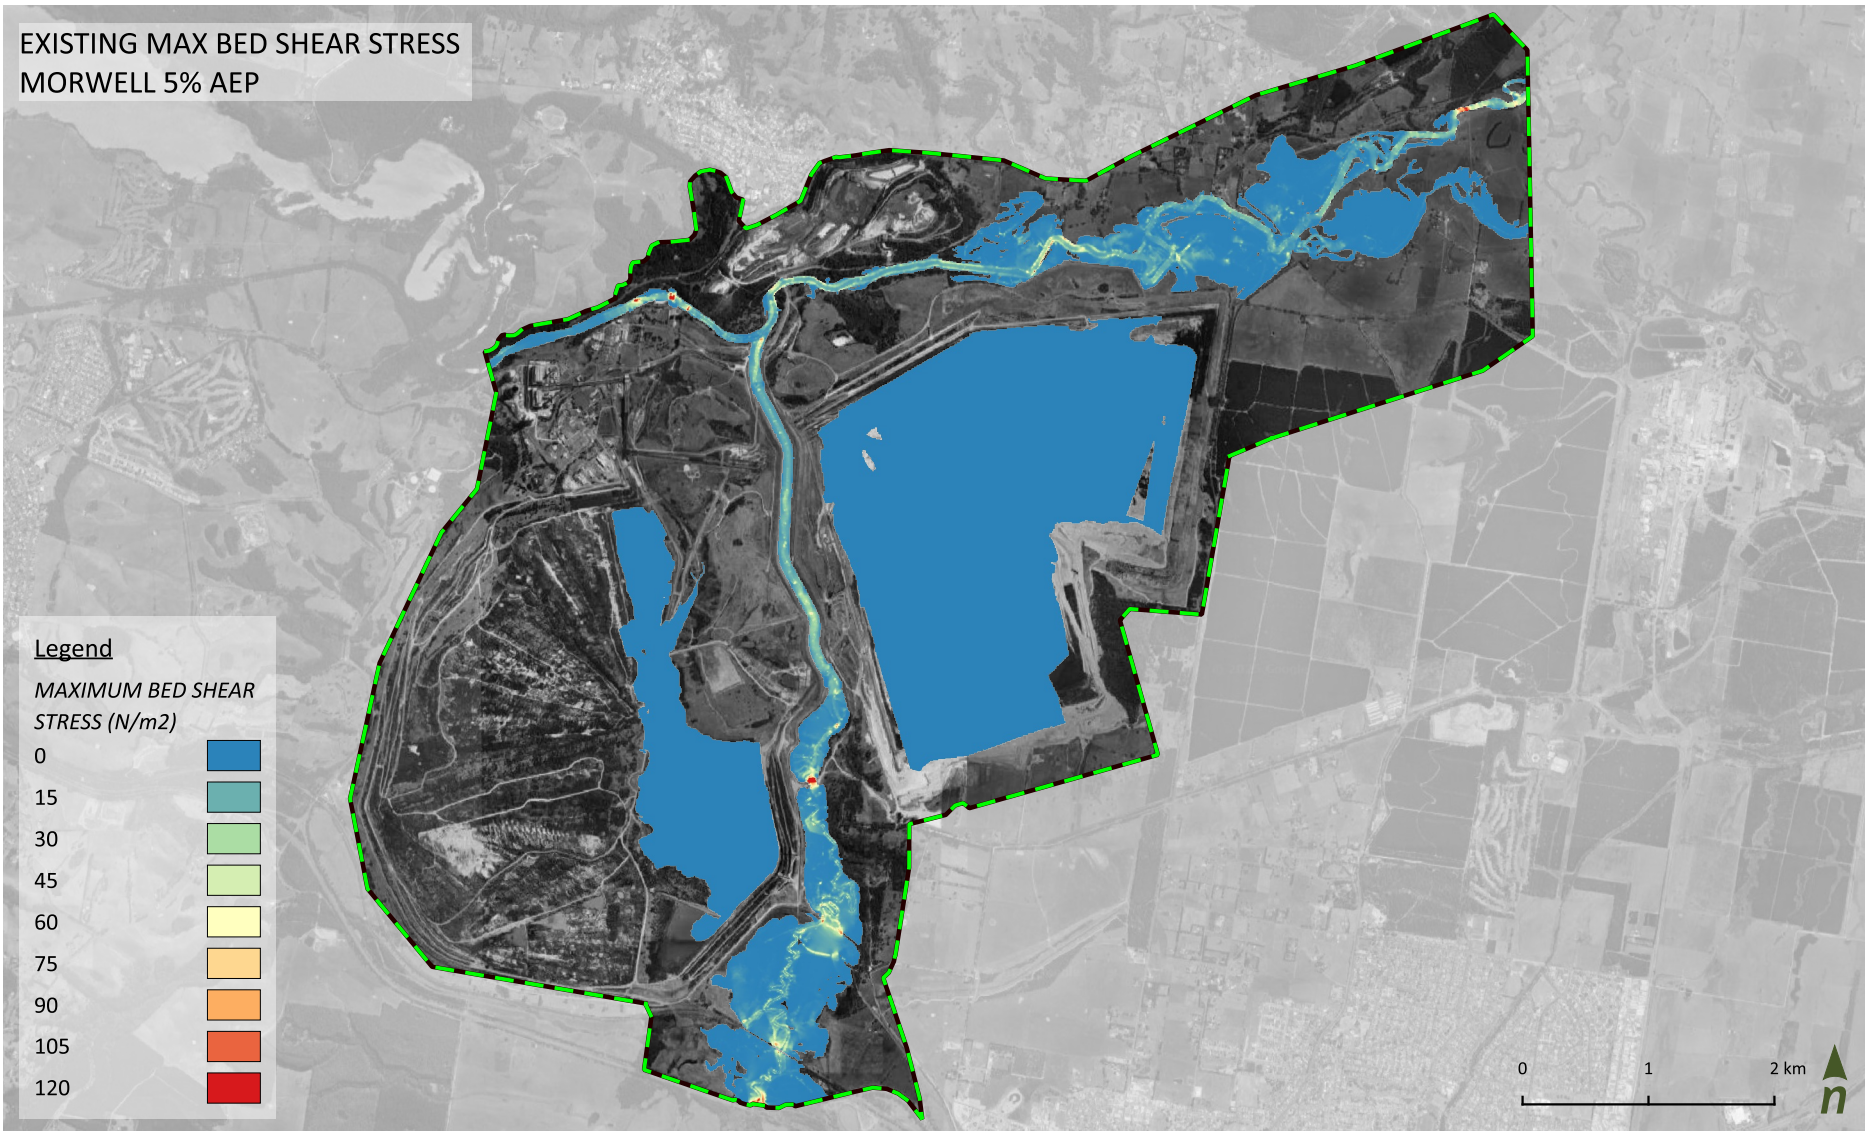 EXISTING MAX BED SHEAR STRESS
MORWELL 5% AEP
Legend
MAXIMUM BED SHEAR
STRESS (N/m2)
0
15
30
45
60
75
90
105
120
0 1 2 km
n